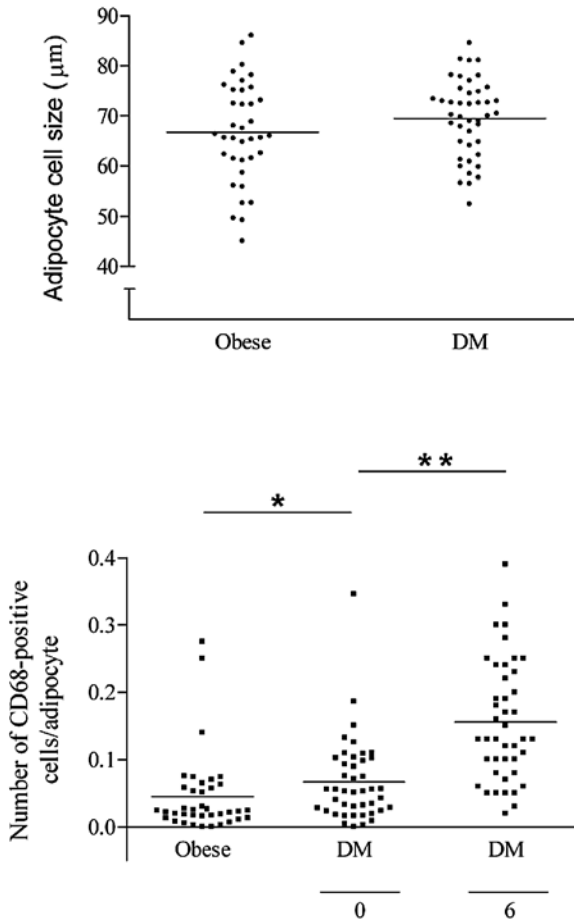 Adipocyte cell size (μm)
90
80
70
60
50
40
Obese DM
**
*
Number of CD68-positive
cells/adipocyte
0.4
0.3
0.2
0.1
0.0
Obese DM DM
0 6